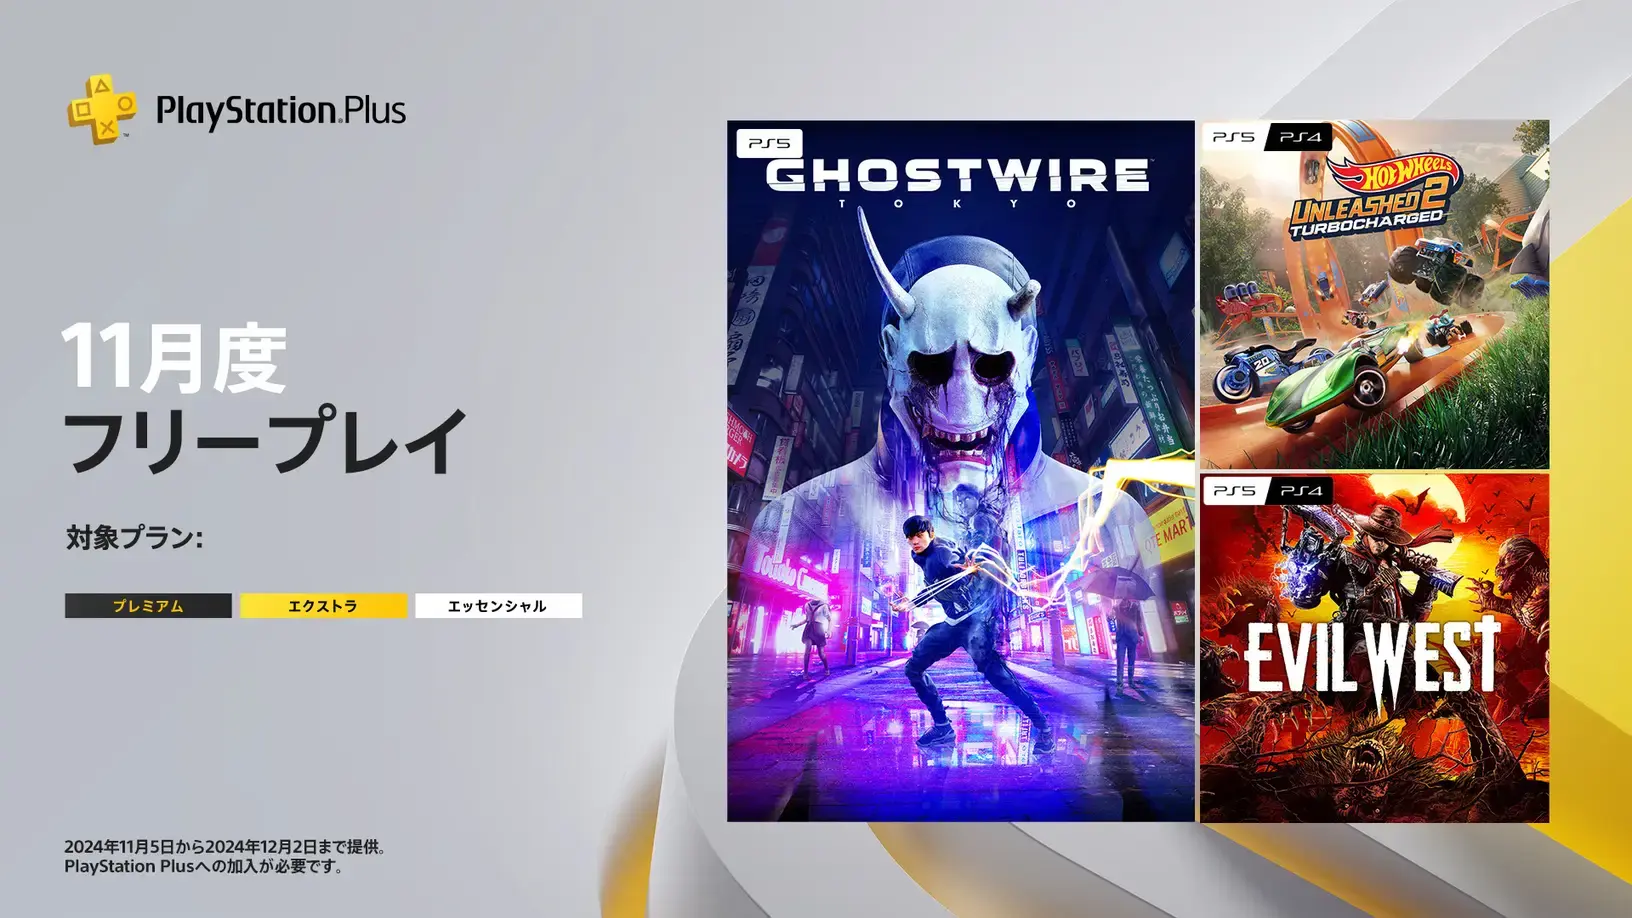 PlayStation.Plus
11月度
フリープレイ
対象プラン:
プレミアム
エクストラ
エッセンシャル
2024年11月5日から2024年12月2日まで提供。
PlayStation Plusへの加入が必要です。
PS5
GHOSTWIRE
TOKYO
PS5 PS4
HOT WHEELS
UNLEASHED 2
TURBOCHARGED
20
PS5 PS4
EVIL WEST